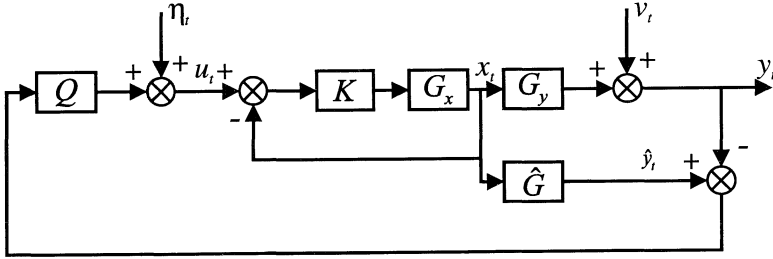 η_t v_t
Q + + u_t + K G_x x_t G_y + + y_t
- -
Ĝ ŷ_t +